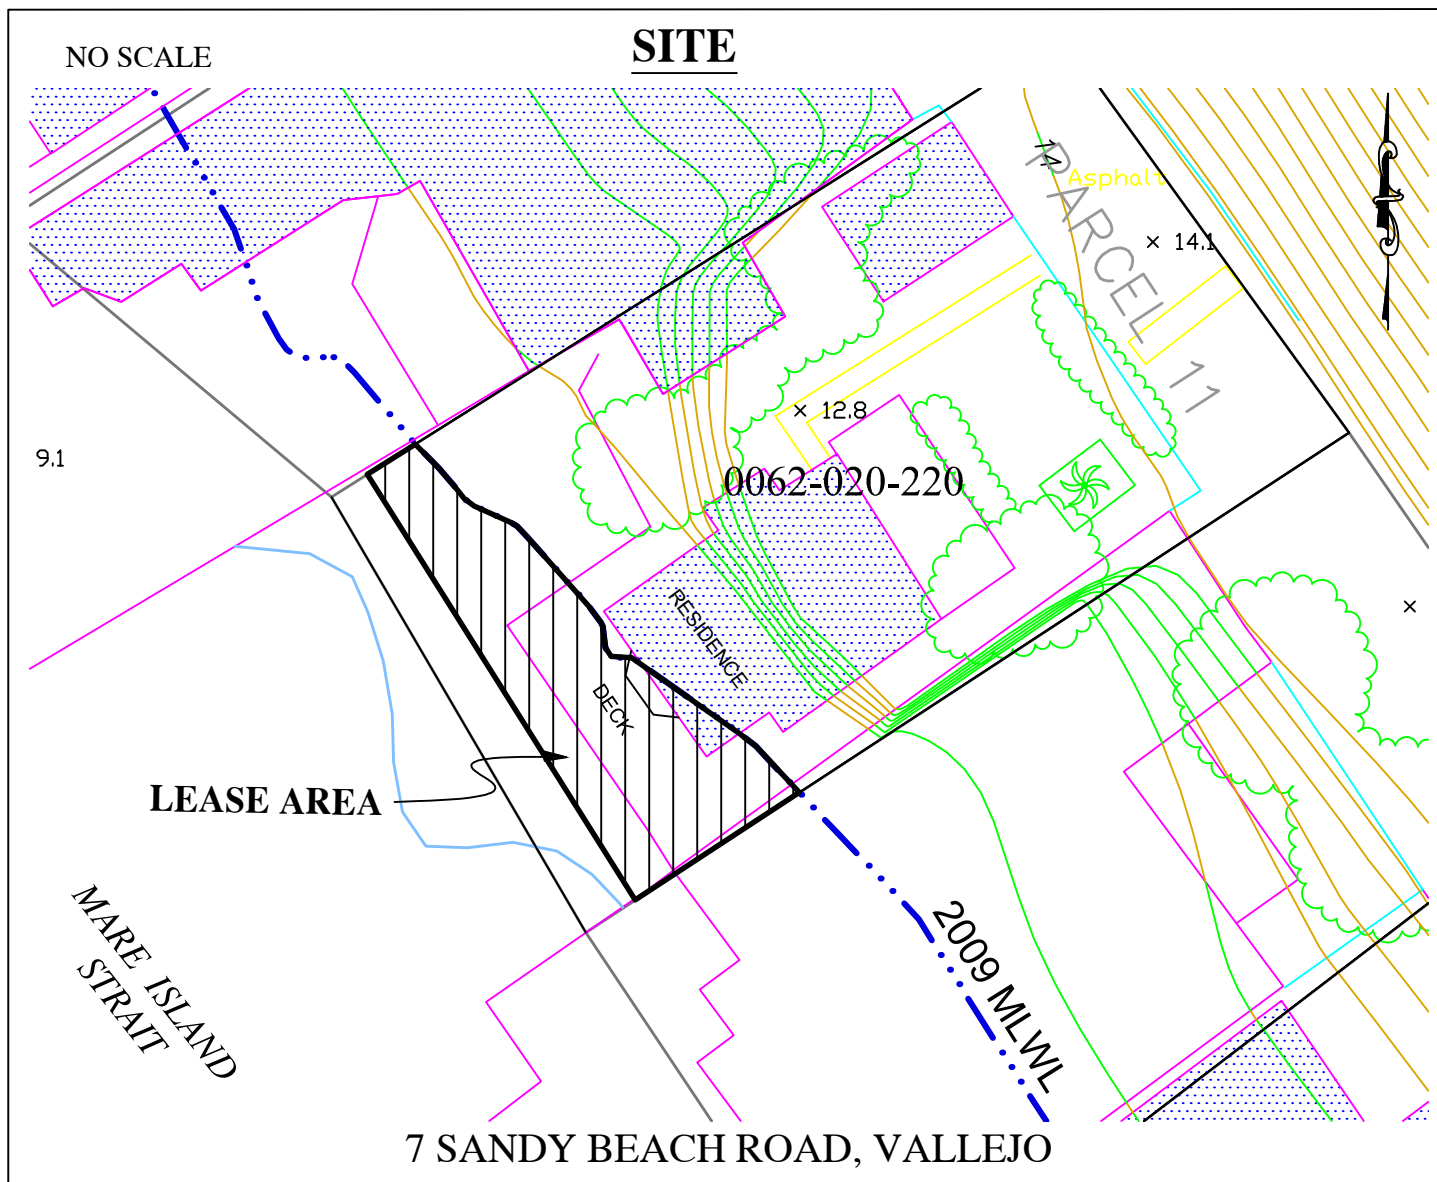 SITE
NO SCALE
14
PARCEL 11
Asphalt
× 14.1
× 12.8
9.1
0062-020-220
RESIDENCE
DECK
LEASE AREA
MARE ISLAND
STRAIT
2009 MLWL
7 SANDY BEACH ROAD, VALLEJO